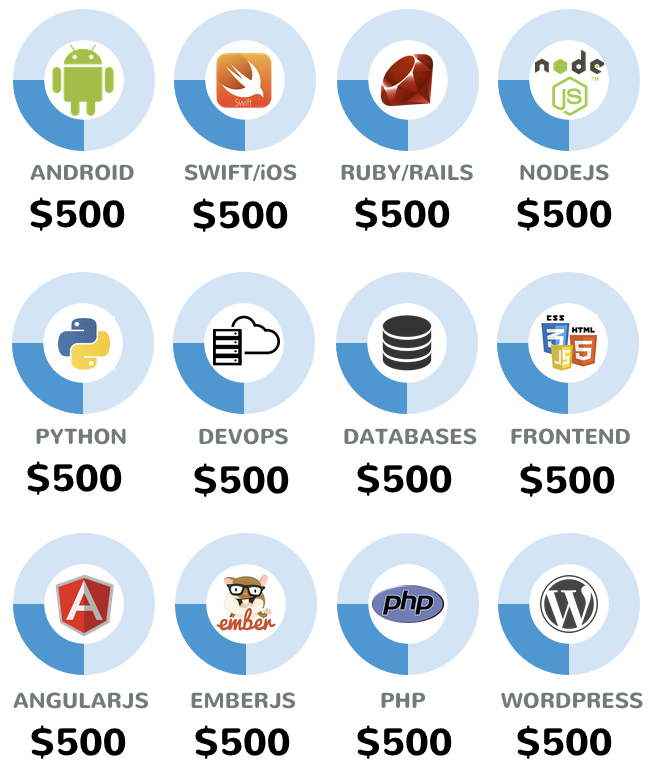 Swift
node
JS
TM
ANDROID SWIFT/iOS RUBY/RAILS NODEJS
$500 $500 $500 $500
CSS
HTML
3
JS
5
PYTHON DEVOPS DATABASES FRONTEND
$500 $500 $500 $500
A
ember
php
W
ANGULARJS EMBERJS PHP WORDPRESS
$500 $500 $500 $500